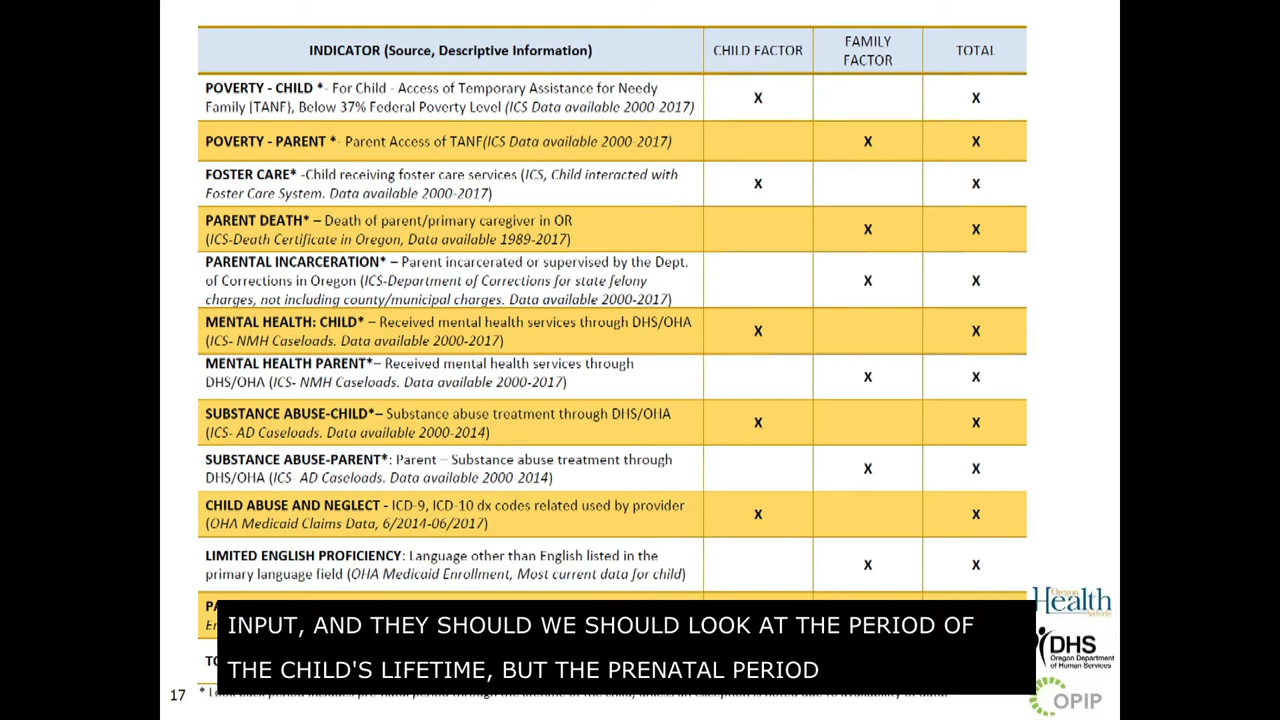 INDICATOR (Source, Descriptive Information)
CHILD FACTOR
FAMILY
FACTOR
TOTAL
POVERTY - CHILD *- For Child - Access of Temporary Assistance for Needy
Family [TANF}, Below 37% Federal Poverty Level (ICS Data available 2000-2017)
X
X
POVERTY - PARENT *- Parent Access of TANF(ICS Data available 2000-2017)
X
X
FOSTER CARE* -Child receiving foster care services (ICS, Child interacted with
Foster Care System. Data available 2000-2017)
X
X
PARENT DEATH* – Death of parent/primary caregiver in OR
(ICS-Death Certificate in Oregon, Data available 1989-2017)
X
X
PARENTAL INCARCERATION* – Parent incarcerated or supervised by the Dept.
of Corrections in Oregon (ICS-Department of Corrections for state felony
charges, not including county/municipal charges. Data available 2000-2017)
X
X
MENTAL HEALTH: CHILD* – Received mental health services through DHS/OHA
(ICS- NMH Caseloads. Data available 2000-2017)
X
X
MENTAL HEALTH PARENT*– Received mental health services through
DHS/OHA (ICS- NMH Caseloads. Data available 2000-2017)
X
X
SUBSTANCE ABUSE-CHILD*– Substance abuse treatment through DHS/OHA
(ICS- AD Caseloads. Data available 2000-2014)
X
X
SUBSTANCE ABUSE-PARENT*: Parent – Substance abuse treatment through
DHS/OHA (ICS- AD Caseloads. Data available 2000-2014)
X
X
CHILD ABUSE AND NEGLECT - ICD-9, ICD-10 dx codes related used by provider
(OHA Medicaid Claims Data, 6/2014-06/2017)
X
X
LIMITED ENGLISH PROFICIENCY: Language other than English listed in the
primary language field (OHA Medicaid Enrollment, Most current data for child)
X
X
INPUT, AND THEY SHOULD WE SHOULD LOOK AT THE PERIOD OF
THE CHILD'S LIFETIME, BUT THE PRENATAL PERIOD
17
Oregon
Health
Authority
DHS
Oregon Department
of Human Services
OPIP